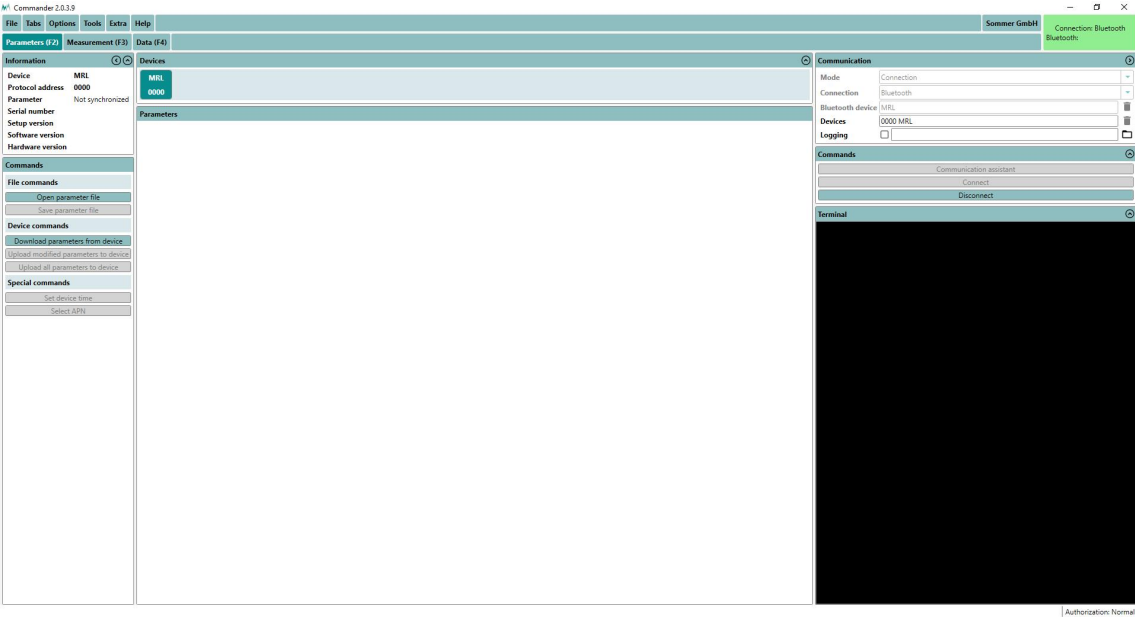 Commander 2.0.3.9
File Tabs Options Tools Extra Help
Sommer GmbH
Connection: Bluetooth
Bluetooth:
Parameters (F2) Measurement (F3) Data (F4)
Information
Device MRL
Protocol address 0000
Parameter Not synchronized
Serial number
Setup version
Software version
Hardware version
Commands
File commands
Open parameter file
Save parameter file
Device commands
Download parameters from device
Upload modified parameters to device
Upload all parameters to device
Special commands
Set device time
Select APN
Devices
MRL
0000
Parameters
Communication
Mode Connection
Connection Bluetooth
Bluetooth device MRL
Devices 0000 MRL
Logging
Commands
Communication assistant
Connect
Disconnect
Terminal
Authorization: Normal